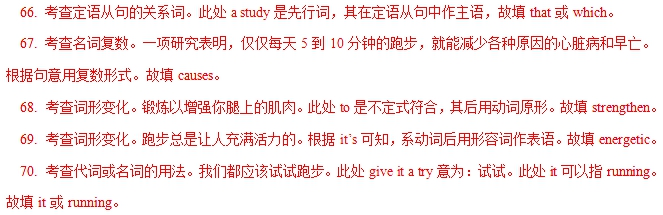 66. 考查定语从句的关系词。此处 a study 是先行词，其在定语从句中作主语，故填 that 或 which。
67. 考查名词复数。一项研究表明，仅仅每天 5 到 10 分钟的跑步，就能减少各种原因的心脏病和早亡。
根据句意用复数形式。故填 causes。
68. 考查词形变化。锻炼以增强你腿上的肌肉。此处 to 是不定式符合，其后用动词原形。故填 strengthen。
69. 考查词形变化。跑步总是让人充满活力的。根据 it's 可知，系动词后用形容词作表语。故填 energetic。
70. 考查代词或名词的用法。我们都应该试试跑步。此处 give it a try 意为：试试。此处 it 可以指 running。
故填 it 或 running。